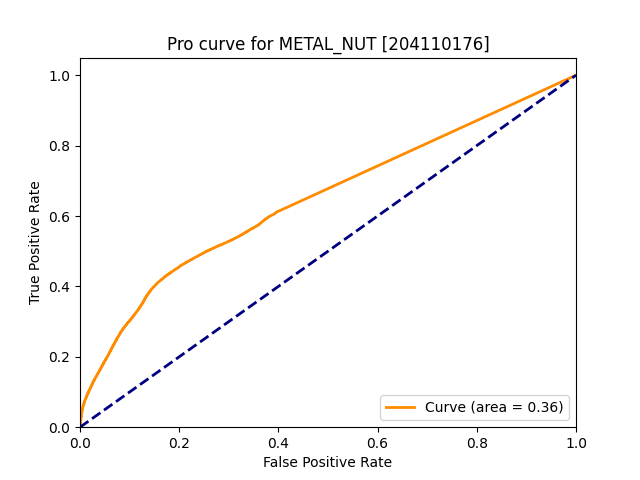 Pro curve for METAL_NUT [204110176]
1.0
0.8
0.6
0.4
0.2
0.0
True Positive Rate
Curve (area = 0.36)
0.0 0.2 0.4 0.6 0.8 1.0
False Positive Rate